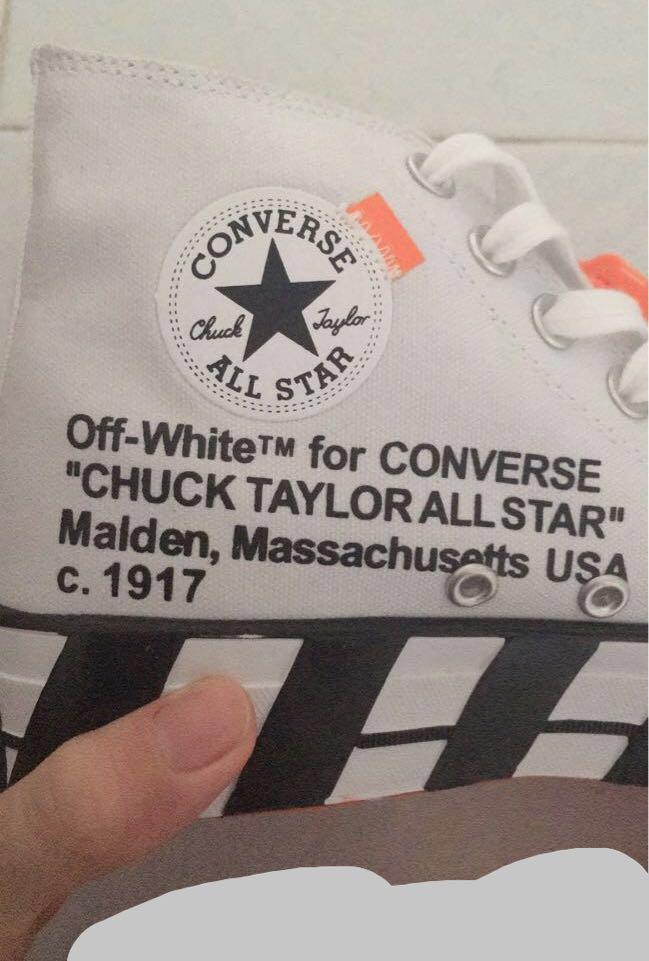 CONVERSE
Chuck Taylor
ALL STAR
Off-White™ for CONVERSE
"CHUCK TAYLOR ALL STAR"
Malden, Massachusetts USA
c. 1917